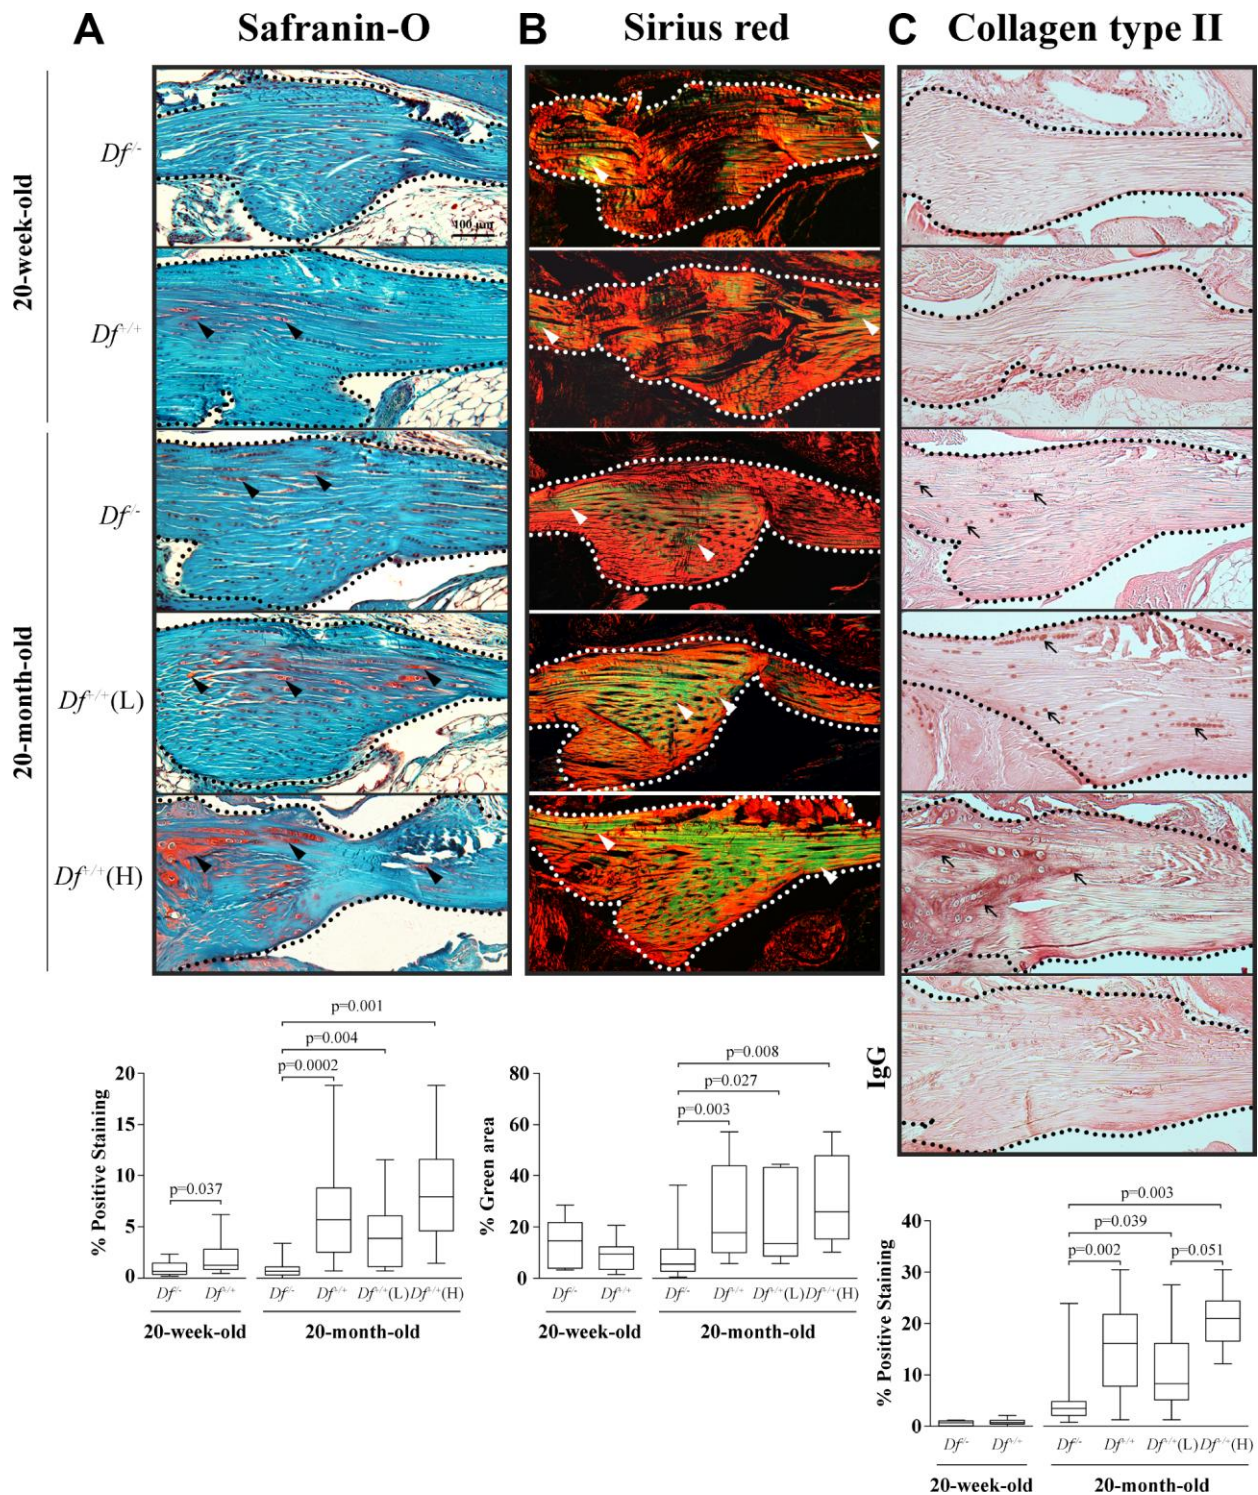 A Safranin-O
B Sirius red
C Collagen type II
20-week-old
Df-/-
100 µm
Df+/+
20-month-old
Df-/-
Df+/+(L)
Df+/+(H)
IgG
p=0.001
p=0.004
p=0.0002
p=0.037
% Positive Staining
20
15
10
5
0
Df-/-
Df+/+
Df-/-
Df+/+
Df+/+(L)
Df+/+(H)
20-week-old
20-month-old
p=0.008
p=0.027
p=0.003
% Green area
80
60
40
20
0
Df-/-
Df+/+
Df-/-
Df+/+
Df+/+(L)
Df+/+(H)
20-week-old
20-month-old
p=0.003
p=0.039
p=0.002
p=0.051
% Positive Staining
40
30
20
10
0
Df-/-
Df+/+
Df-/-
Df+/+
Df+/+(L)
Df+/+(H)
20-week-old
20-month-old